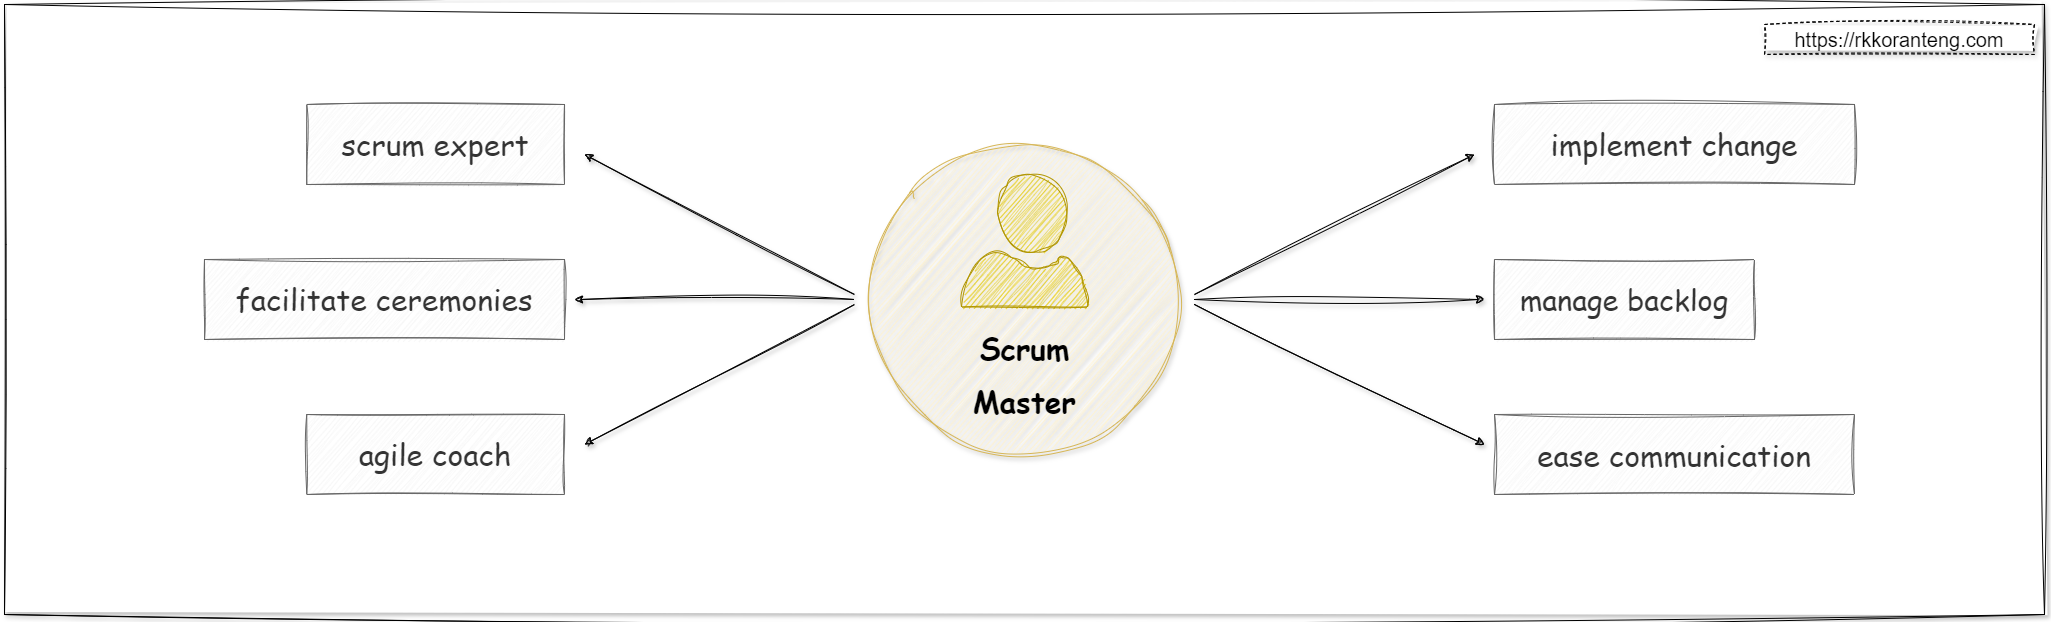 https://rkkoranteng.com
scrum expert
facilitate ceremonies
agile coach
Scrum
Master
implement change
manage backlog
ease communication